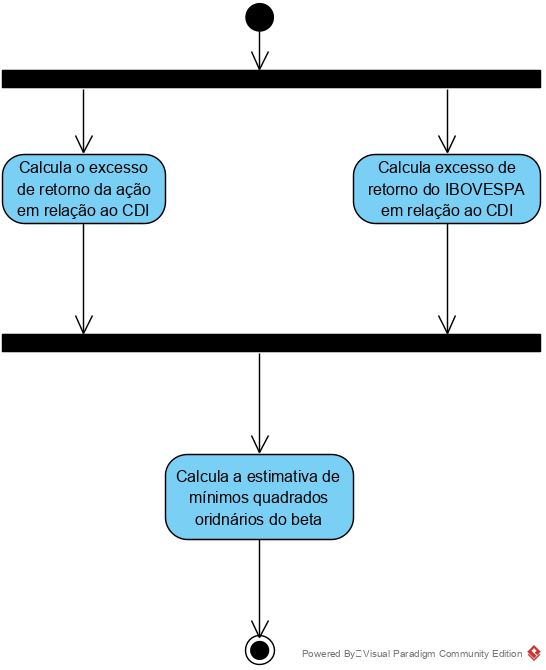 Calcula o excesso
de retorno da ação
em relação ao CDI
Calcula excesso de
retorno do IBOVESPA
em relação ao CDI
Calcula a estimativa de
mínimos quadrados
oridnários do beta
Powered By Visual Paradigm Community Edition